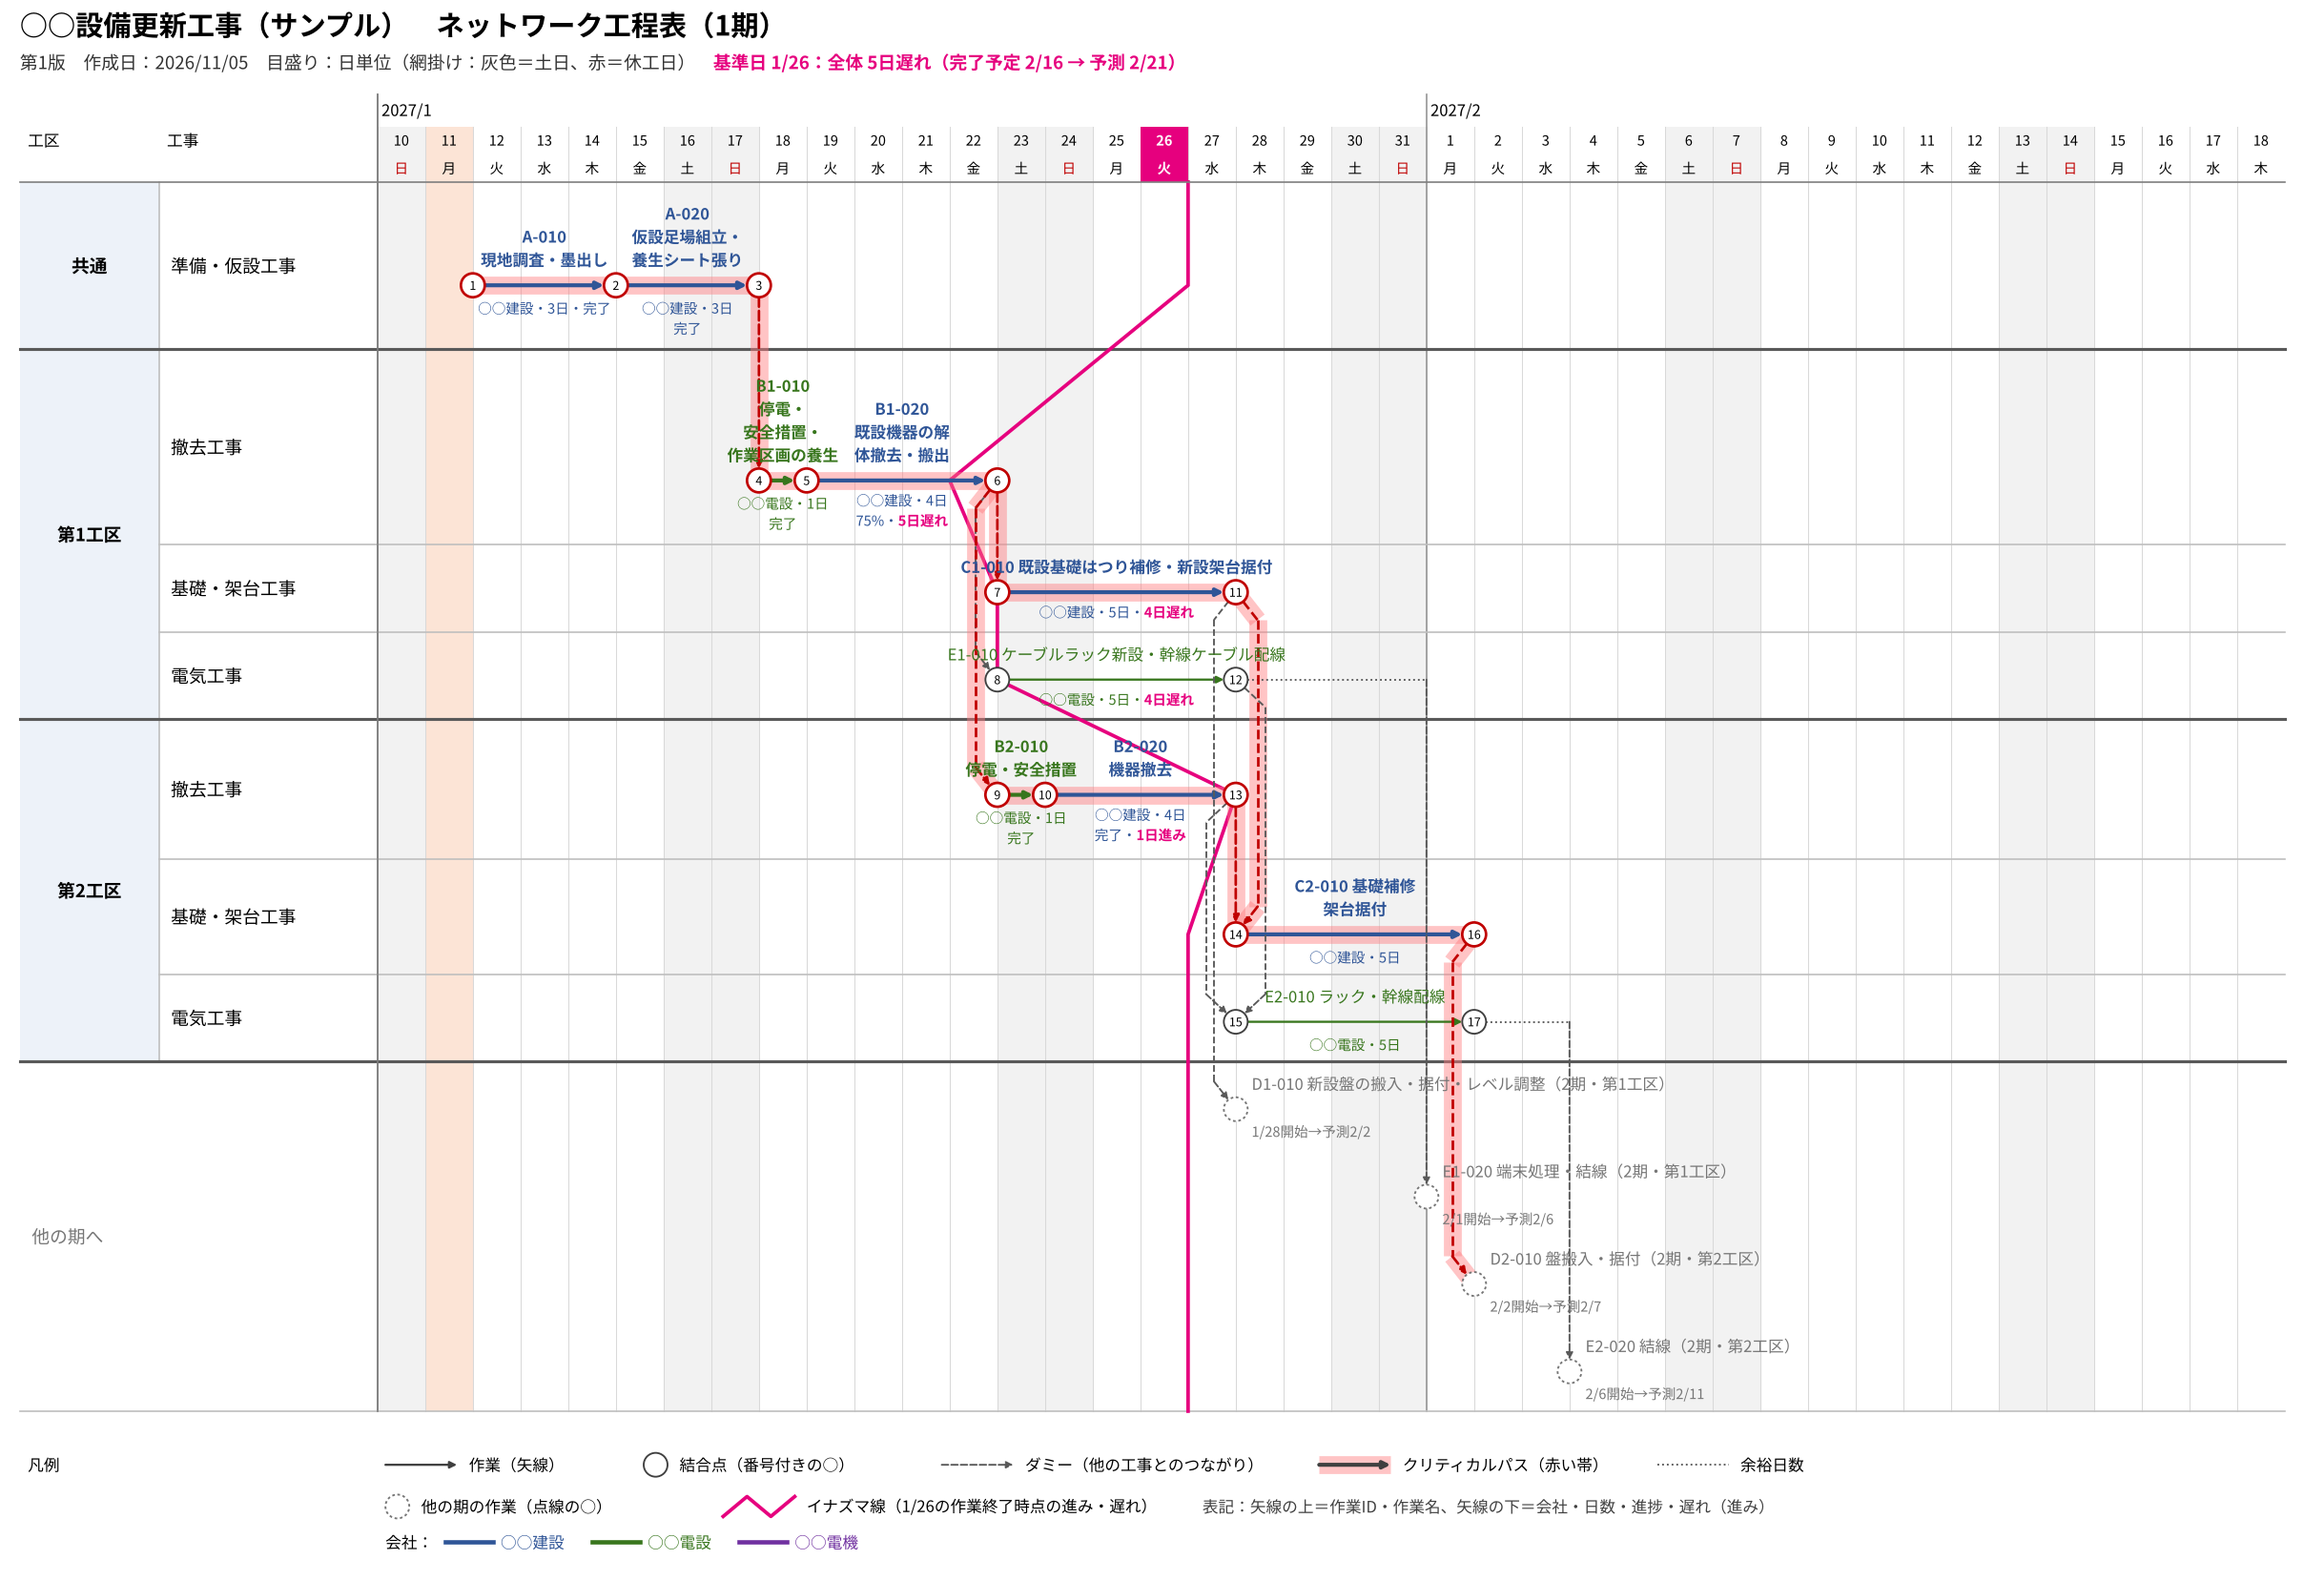 ○○設備更新工事（サンプル）　ネットワーク工程表（1期）
第1版　作成日：2026/11/05　目盛り：日単位（網掛け：灰色＝土日、赤＝休工日）　基準日 1/26：全体 5日遅れ（完了予定 2/16 → 予測 2/21）
2027/1 2027/2
工区 工事 10 11 12 13 14 15 16 17 18 19 20 21 22 23 24 25 26 27 28 29 30 31 1 2 3 4 5 6 7 8 9 10 11 12 13 14 15 16 17 18
日 月 火 水 木 金 土 日 月 火 水 木 金 土 日 月 火 水 木 金 土 日 月 火 水 木 金 土 日 月 火 水 木 金 土 日 月 火 水 木
共通
準備・仮設工事
A-010
現地調査・墨出し
1
○○建設・3日・完了
A-020
仮設足場組立・
養生シート張り
2
3
○○建設・3日
完了
第1工区
撤去工事
B1-010
停電・
安全措置・
作業区画の養生
4
5
○○電設・1日
完了
B1-020
既設機器の解
体撤去・搬出
6
○○建設・4日
75%・5日遅れ
基礎・架台工事
C1-010 既設基礎はつり補修・新設架台据付
7
11
○○建設・5日・4日遅れ
電気工事
E1-010 ケーブルラック新設・幹線ケーブル配線
8
12
○○電設・5日・4日遅れ
第2工区
撤去工事
B2-010
停電・安全措置
9
10
○○電設・1日
完了
B2-020
機器撤去
13
○○建設・4日
完了・1日進み
基礎・架台工事
C2-010 基礎補修
架台据付
14
16
○○建設・5日
電気工事
E2-010 ラック・幹線配線
15
17
○○電設・5日
他の期へ
D1-010 新設盤の搬入・据付・レベル調整（2期・第1工区）
1/28開始→予測2/2
E1-020 端末処理・結線（2期・第1工区）
2/1開始→予測2/6
D2-010 盤搬入・据付（2期・第2工区）
2/2開始→予測2/7
E2-020 結線（2期・第2工区）
2/6開始→予測2/11
凡例
作業（矢線） 結合点（番号付きの○） ダミー（他の工事とのつながり） クリティカルパス（赤い帯） 余裕日数
他の期の作業（点線の○） イナズマ線（1/26の作業終了時点の進み・遅れ） 表記：矢線の上＝作業ID・作業名、矢線の下＝会社・日数・進捗・遅れ（進み）
会社： ○○建設 ○○電設 ○○電機